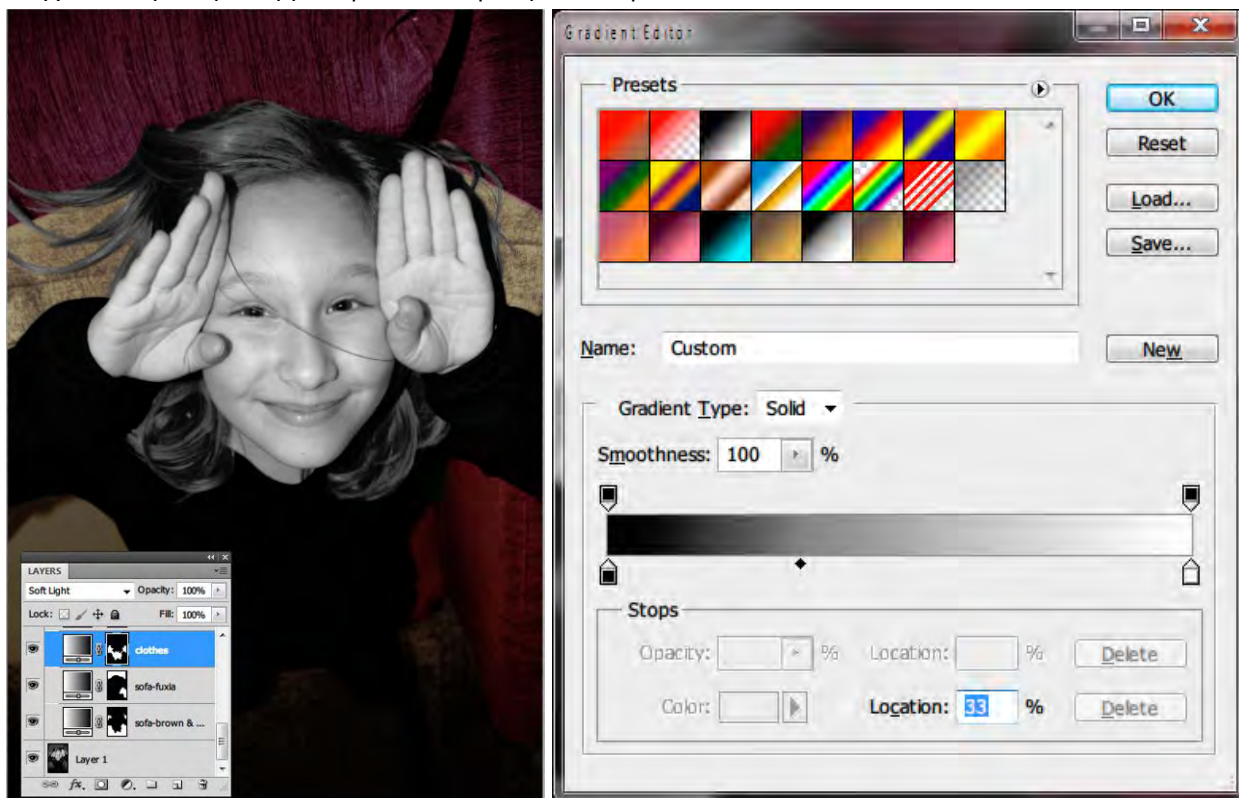 Gradient Editor
Presets
OK
Reset
Load...
Save...
Name: Custom
New
Gradient Type: Solid
Smoothness: 100 %
Stops
Opacity: % Location: % Delete
Color: Location: 33 % Delete
LAYERS
Soft Light Opacity: 100%
Lock: Fill: 100%
clothes
sofa-fuxia
sofa-brown & ...
Layer 1
fx.